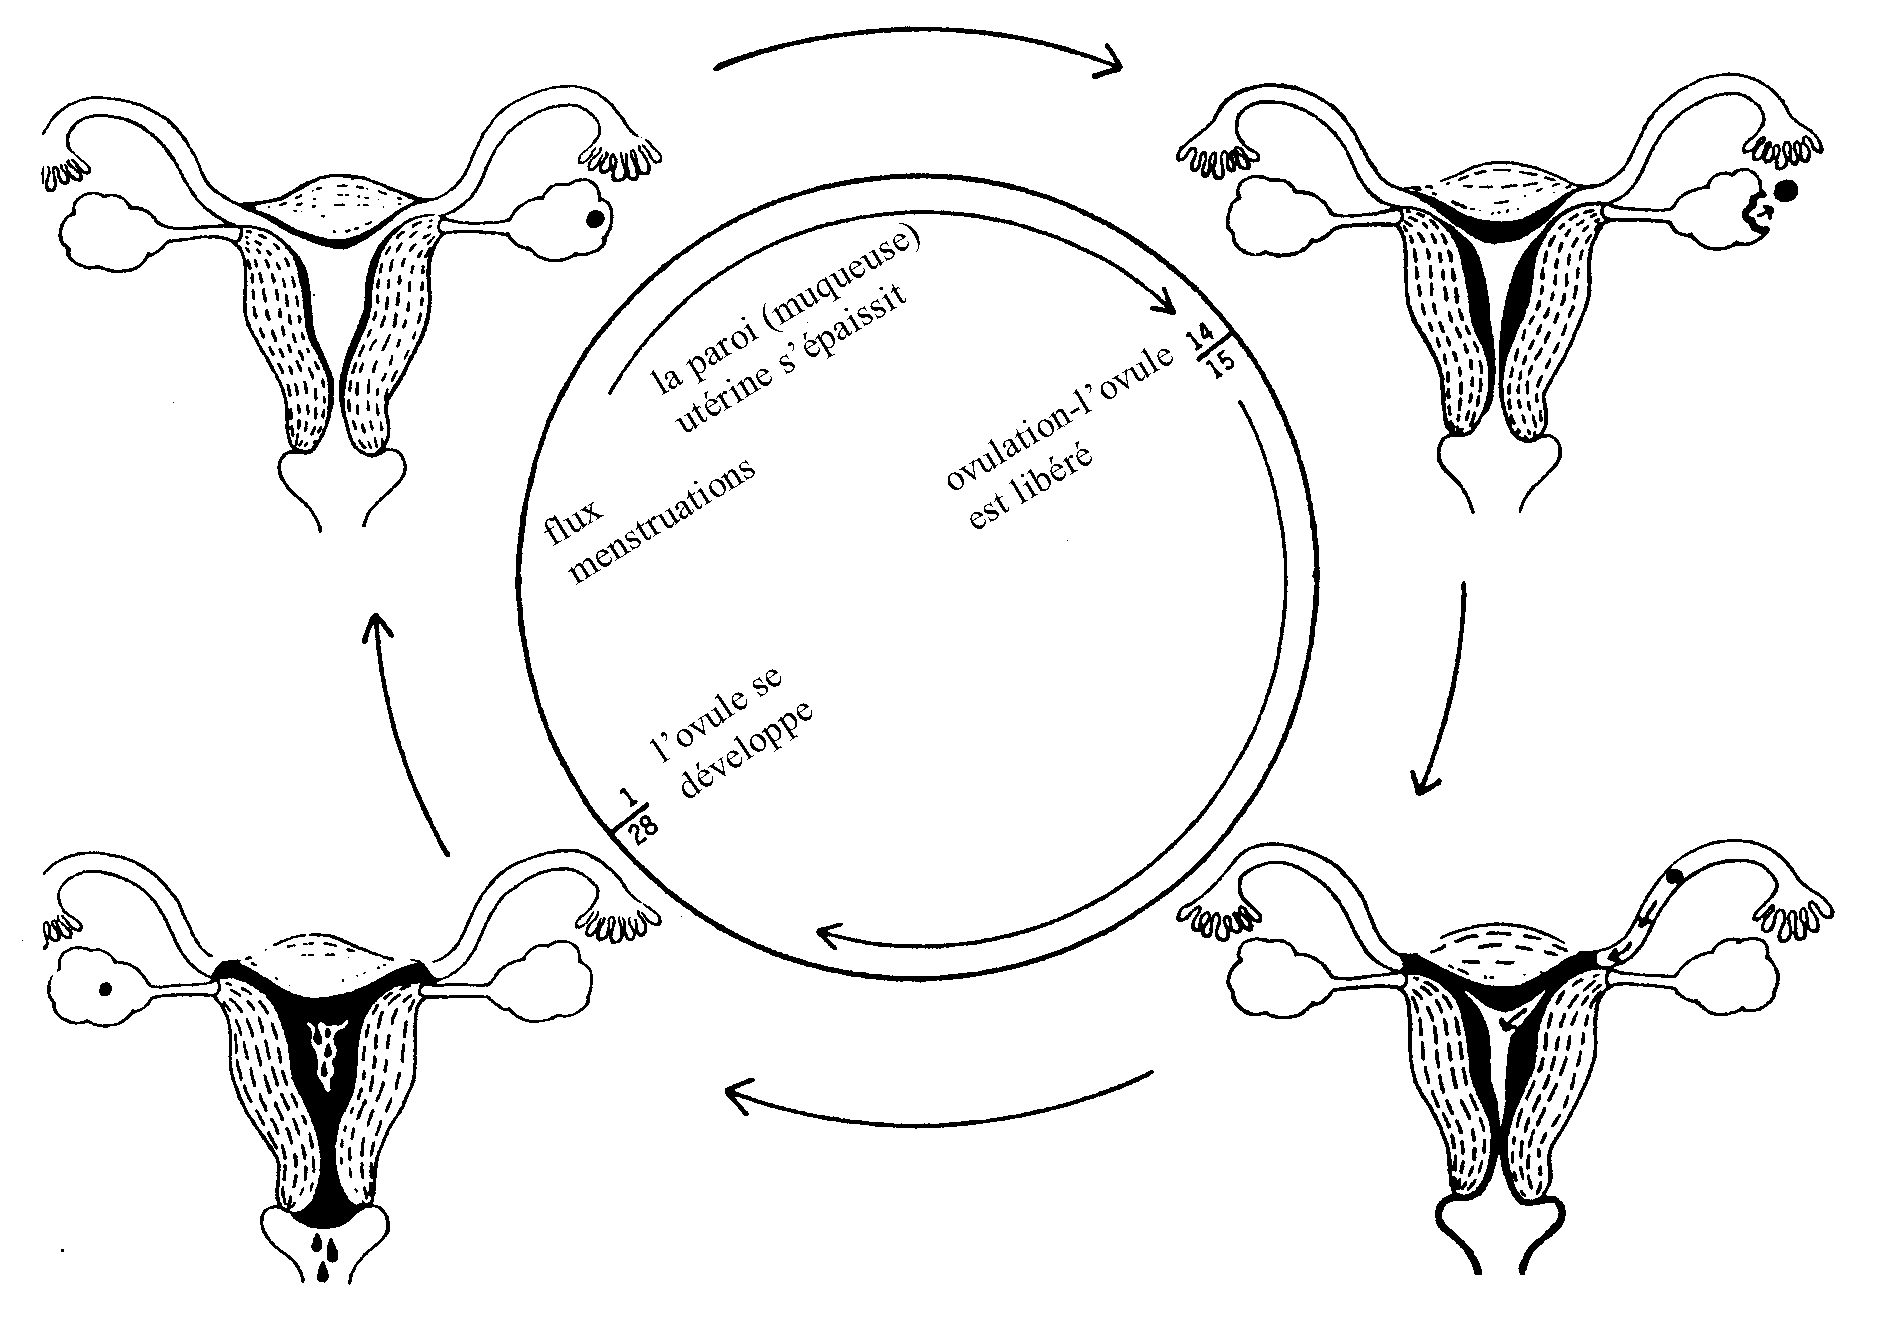 la paroi (muqueuse)
utérine s'épaissit
14
15
ovulation-l'ovule
est libéré
flux
menstruations
l'ovule se
développe
1
28